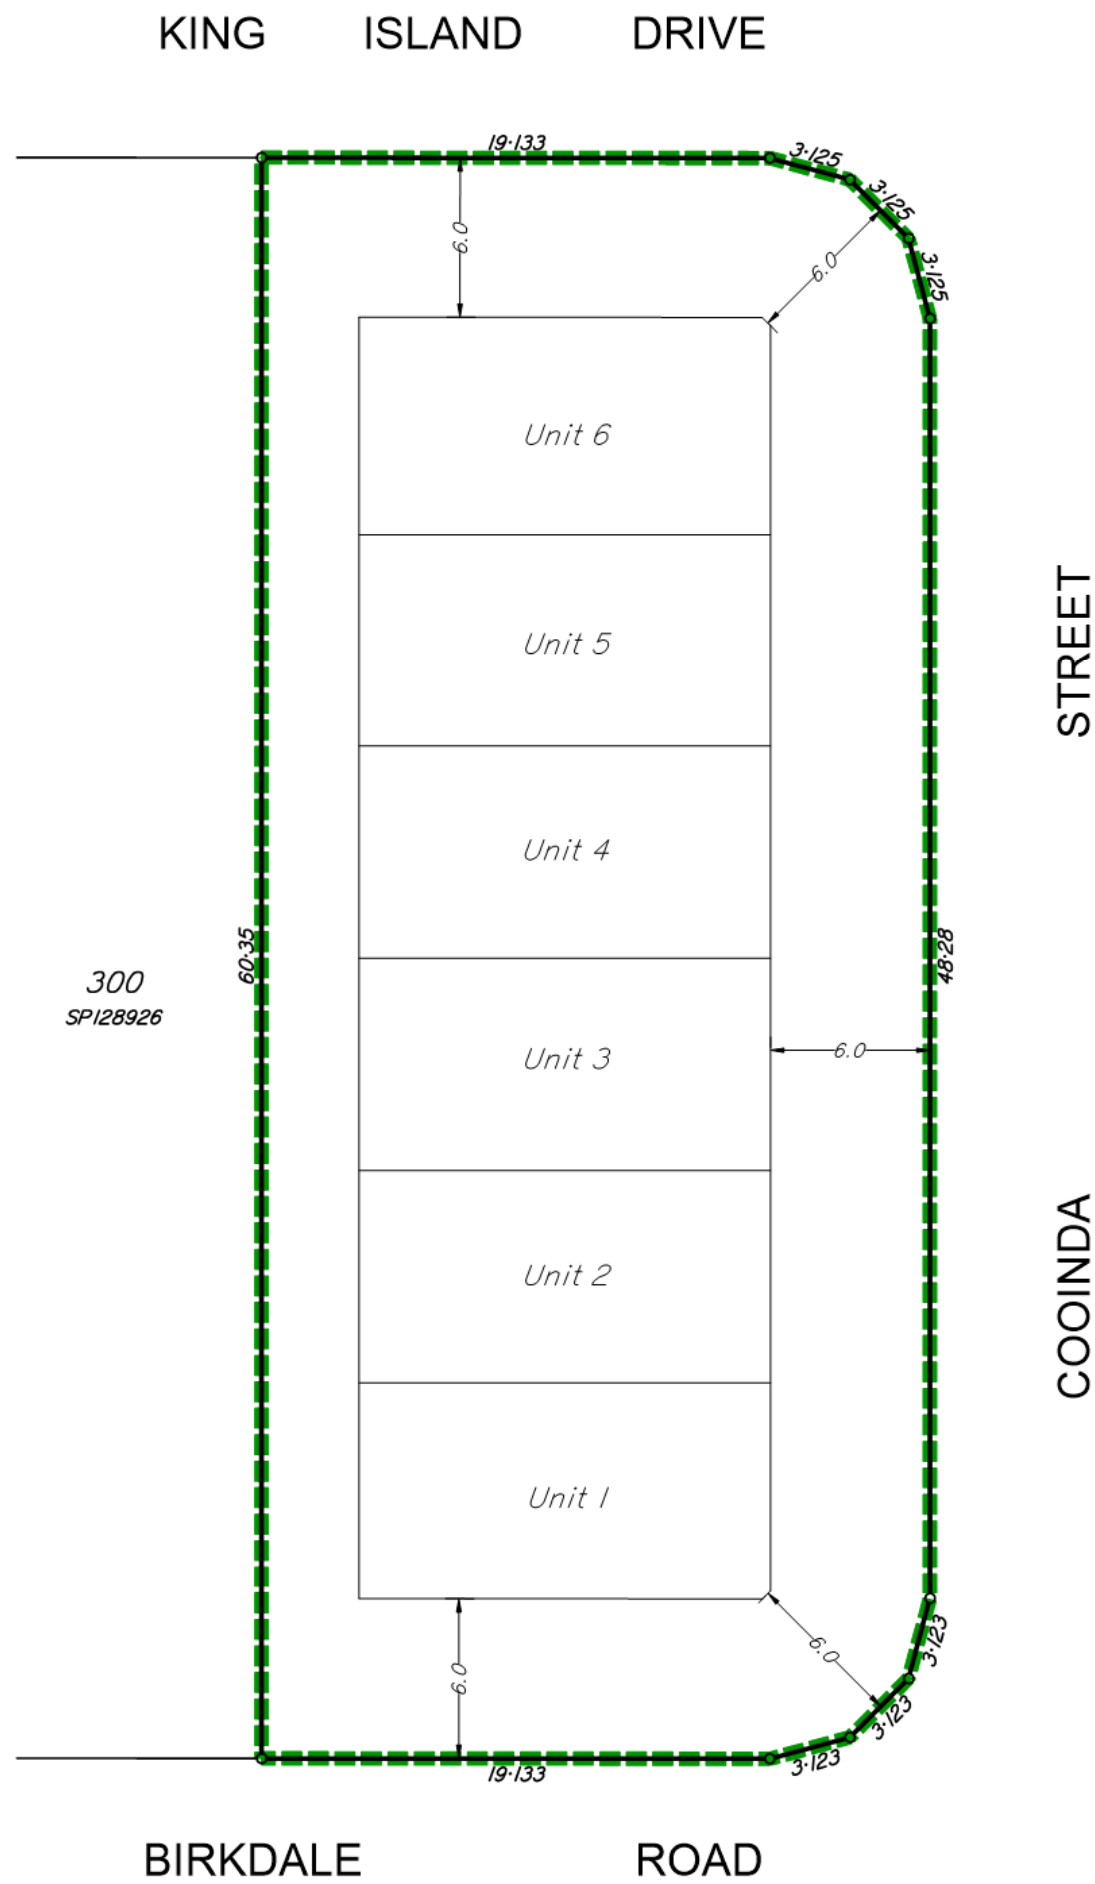 KING ISLAND DRIVE
19·133
3·125
3·125
3·125
6.0
6.0
Unit 6
Unit 5
STREET
Unit 4
60·35
48·28
300
SP128926
Unit 3
6.0
Unit 2
COOINDA
Unit 1
6.0
6.0
3·123
3·123
3·123
19·133
BIRKDALE ROAD